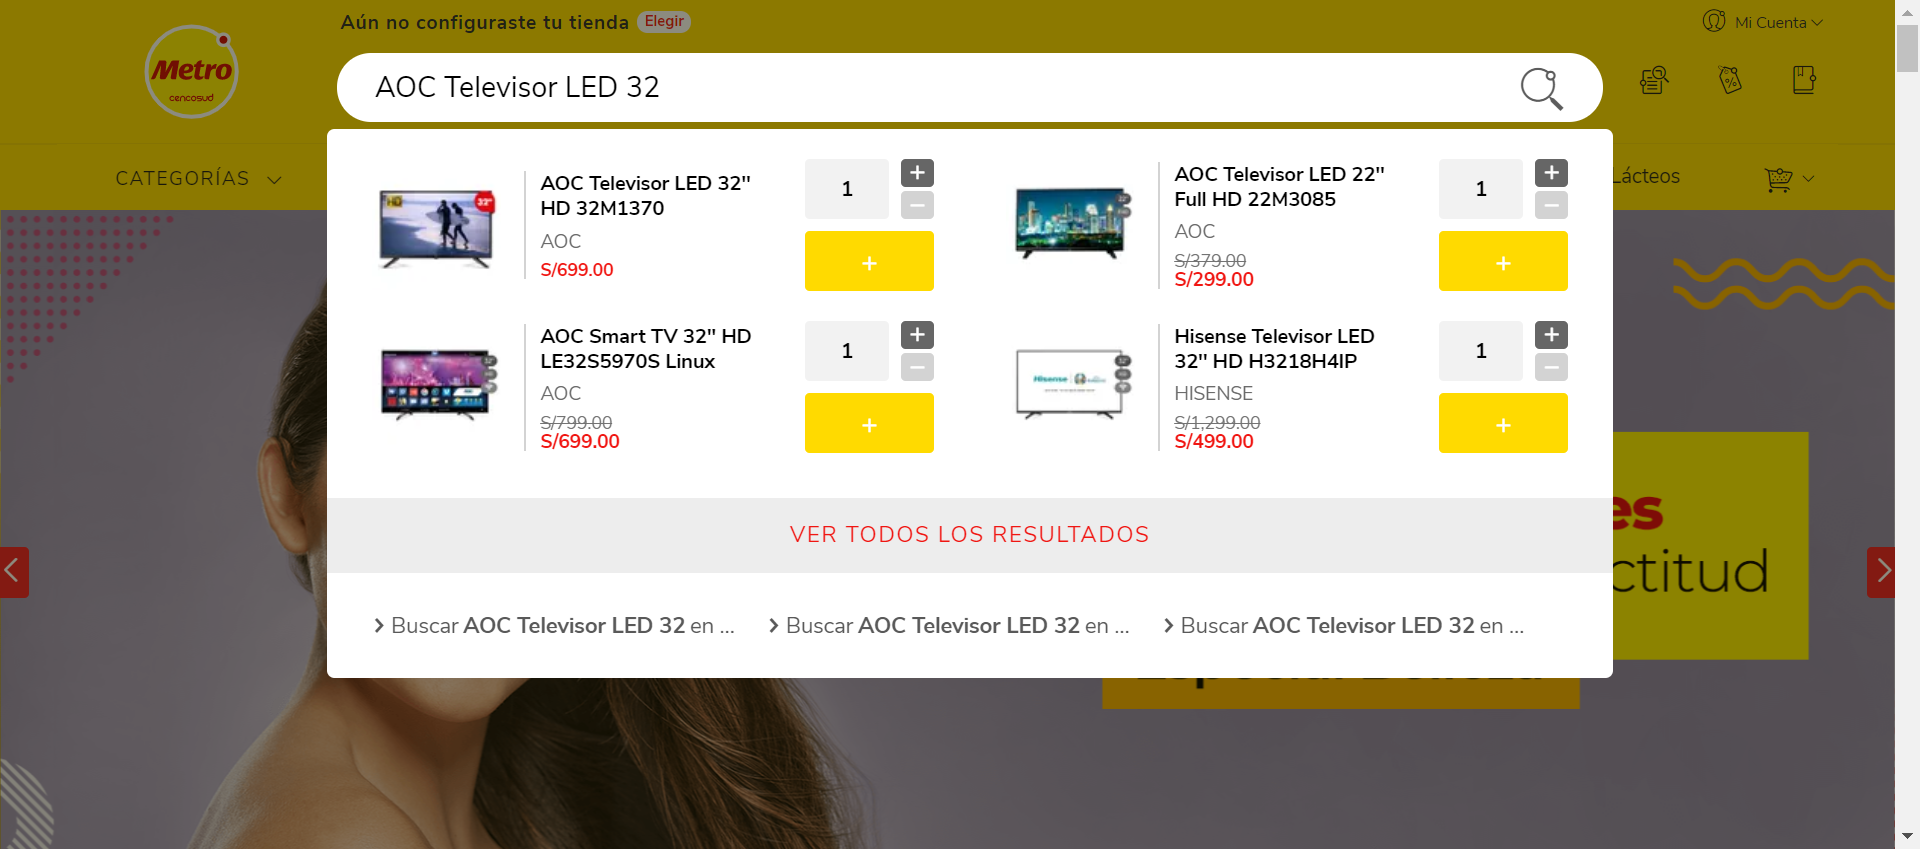 Aún no configuraste tu tienda Elegir
Mi Cuenta
Metro
cencosud
AOC Televisor LED 32
CATEGORÍAS
Lácteos
AOC Televisor LED 32"
HD 32M1370
AOC
S/699.00
1
+
AOC Televisor LED 22"
Full HD 22M3085
AOC
S/379.00
S/299.00
1
+
AOC Smart TV 32" HD
LE32S5970S Linux
AOC
S/799.00
S/699.00
1
+
Hisense Televisor LED
32" HD H3218H4IP
HISENSE
S/1,299.00
S/499.00
1
+
HD
32"
Hisense
VER TODOS LOS RESULTADOS
Buscar AOC Televisor LED 32 en ...
Buscar AOC Televisor LED 32 en ...
Buscar AOC Televisor LED 32 en ...
es
ctitud